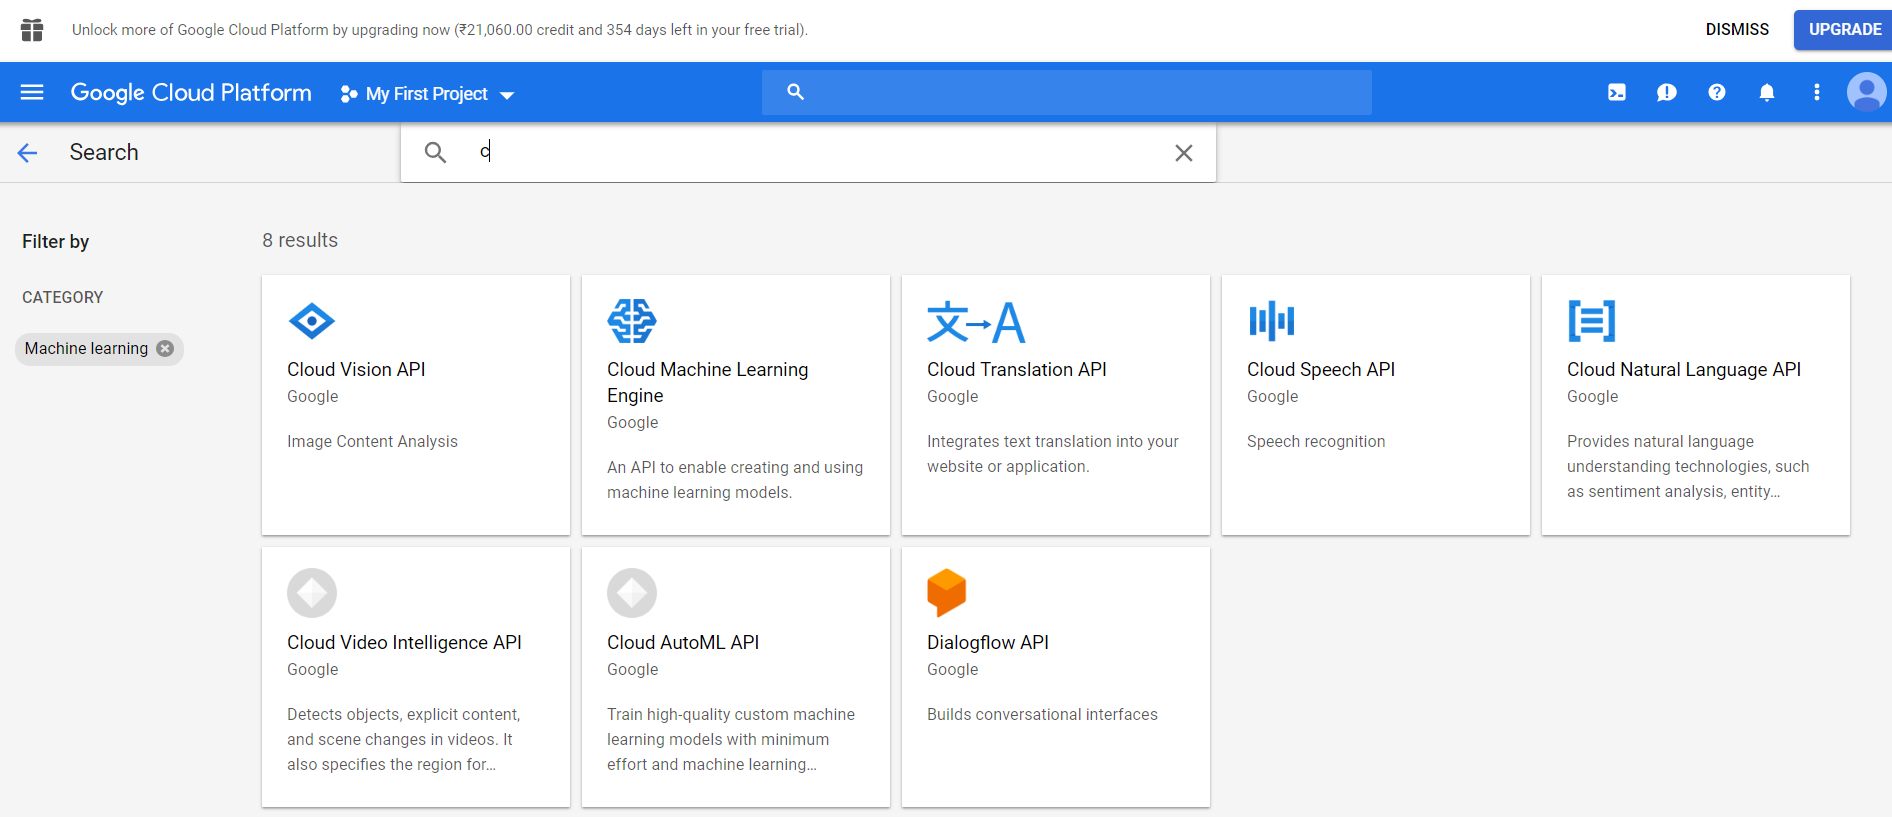 Unlock more of Google Cloud Platform by upgrading now (₹21,060.00 credit and 354 days left in your free trial).
DISMISS
UPGRADE
Google Cloud Platform
My First Project
Search
c
Filter by
CATEGORY
Machine learning
8 results
Cloud Vision API
Google
Image Content Analysis
Cloud Machine Learning
Engine
Google
An API to enable creating and using
machine learning models.
文→A
Cloud Translation API
Google
Integrates text translation into your
website or application.
Cloud Speech API
Google
Speech recognition
Cloud Natural Language API
Google
Provides natural language
understanding technologies, such
as sentiment analysis, entity...
Cloud Video Intelligence API
Google
Detects objects, explicit content,
and scene changes in videos. It
also specifies the region for...
Cloud AutoML API
Google
Train high-quality custom machine
learning models with minimum
effort and machine learning...
Dialogflow API
Google
Builds conversational interfaces